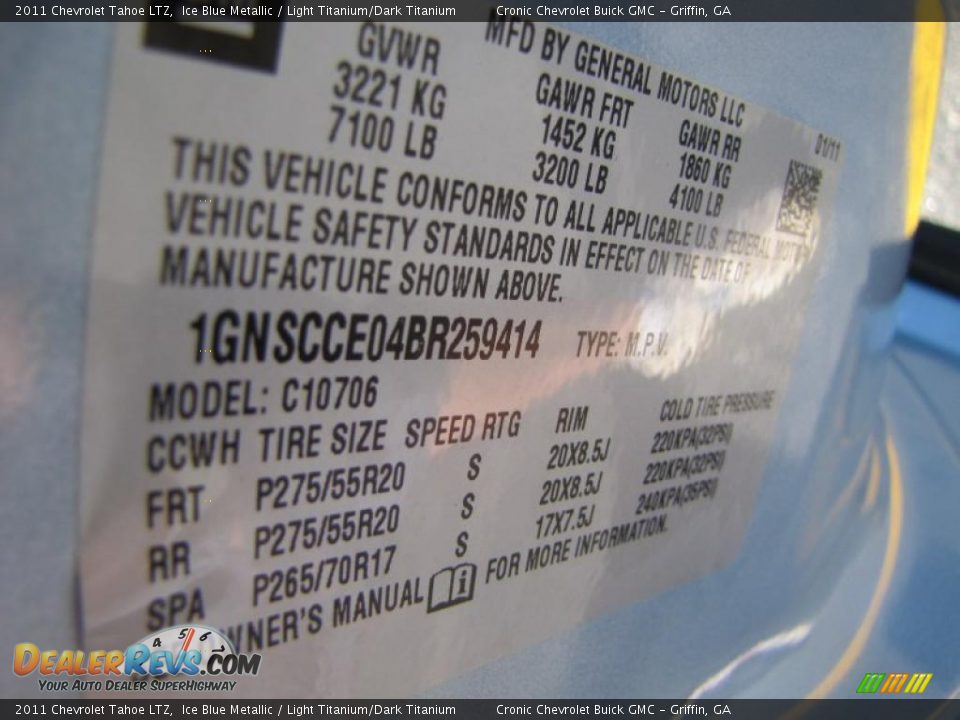 2011 Chevrolet Tahoe LTZ, Ice Blue Metallic / Light Titanium/Dark Titanium Cronic Chevrolet Buick GMC – Griffin, GA
MFD BY GENERAL MOTORS LLC
GVWR GAWR FRT GAWR RR 01/11
3221 KG 1452 KG 1860 KG
7100 LB 3200 LB 4100 LB
THIS VEHICLE CONFORMS TO ALL APPLICABLE U.S. FEDERAL MOTOR
VEHICLE SAFETY STANDARDS IN EFFECT ON THE DATE OF
MANUFACTURE SHOWN ABOVE.
1GNSCCE04BR259414 TYPE: M.P.V.
MODEL: C10706
CCWH TIRE SIZE SPEED RTG RIM COLD TIRE PRESSURE
FRT P275/55R20 S 20X8.5J 220KPA(32PSI)
RR P275/55R20 S 20X8.5J 220KPA(32PSI)
SPA P265/70R17 S 17X7.5J 240KPA(35PSI)
OWNER'S MANUAL i FOR MORE INFORMATION.
4 5 6
DEALERREVS.COM
YOUR AUTO DEALER SUPERHIGHWAY
2011 Chevrolet Tahoe LTZ, Ice Blue Metallic / Light Titanium/Dark Titanium Cronic Chevrolet Buick GMC – Griffin, GA